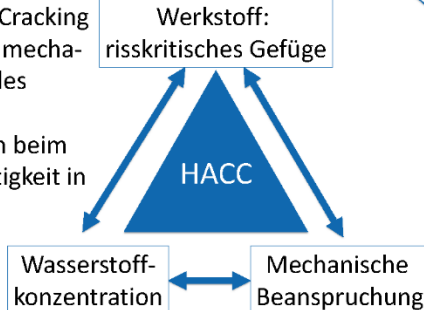 Cracking
mecha-
des
beim
tigkeit in
Werkstoff:
risskritisches Gefüge
HACC
Wasserstoff-
konzentration
Mechanische
Beanspruchung